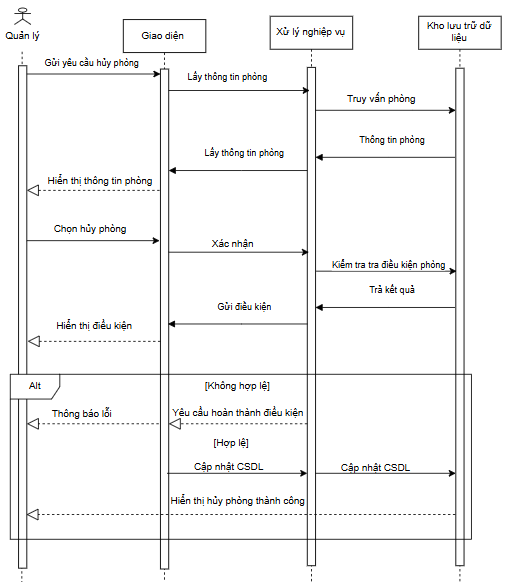 Quản lý
Giao diện
Xử lý nghiệp vụ
Kho lưu trữ dữ
liệu
Gửi yêu cầu hủy phòng
Lấy thông tin phòng
Truy vấn phòng
Thông tin phòng
Lấy thông tin phòng
Hiển thị thông tin phòng
Chọn hủy phòng
Xác nhận
Kiểm tra tra điều kiện phòng
Trả kết quả
Gửi điều kiện
Hiển thị điều kiện
Alt
[Không hợp lệ]
Thông báo lỗi
Yêu cầu hoàn thành điều kiện
[Hợp lệ]
Cập nhật CSDL
Cập nhật CSDL
Hiển thị hủy phòng thành công